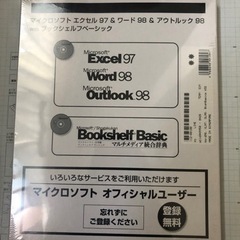 マイクロソフト エクセル 97 & ワード 98 & アウトルック 98
ブックシェルフベーシック
Microsoft
Excel 97
Microsoft
Word 98
Microsoft
Outlook 98
Microsoft
Bookshelf Basic
マルチメディア統合辞典
いろいろなサービスをご利用いただけます
マイクロソフト オフィシャルユーザー
忘れずに
ご登録ください
登録
無料